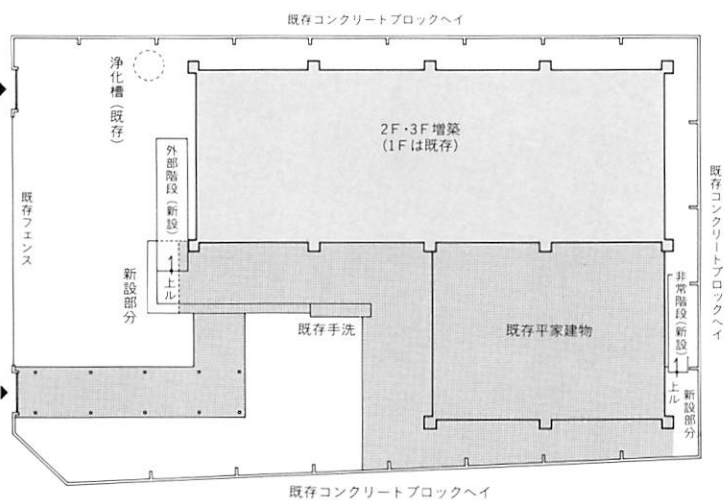 既存コンクリートブロックヘイ
浄化槽(既存)
2F・3F増築
(1Fは既存)
外部階段(新設)
既存フェンス
既存コンクリートブロックヘイ
新設部分
上ル
既存手洗
既存平家建物
非常階段(新設)
上ル
新設部分
既存コンクリートブロックヘイ